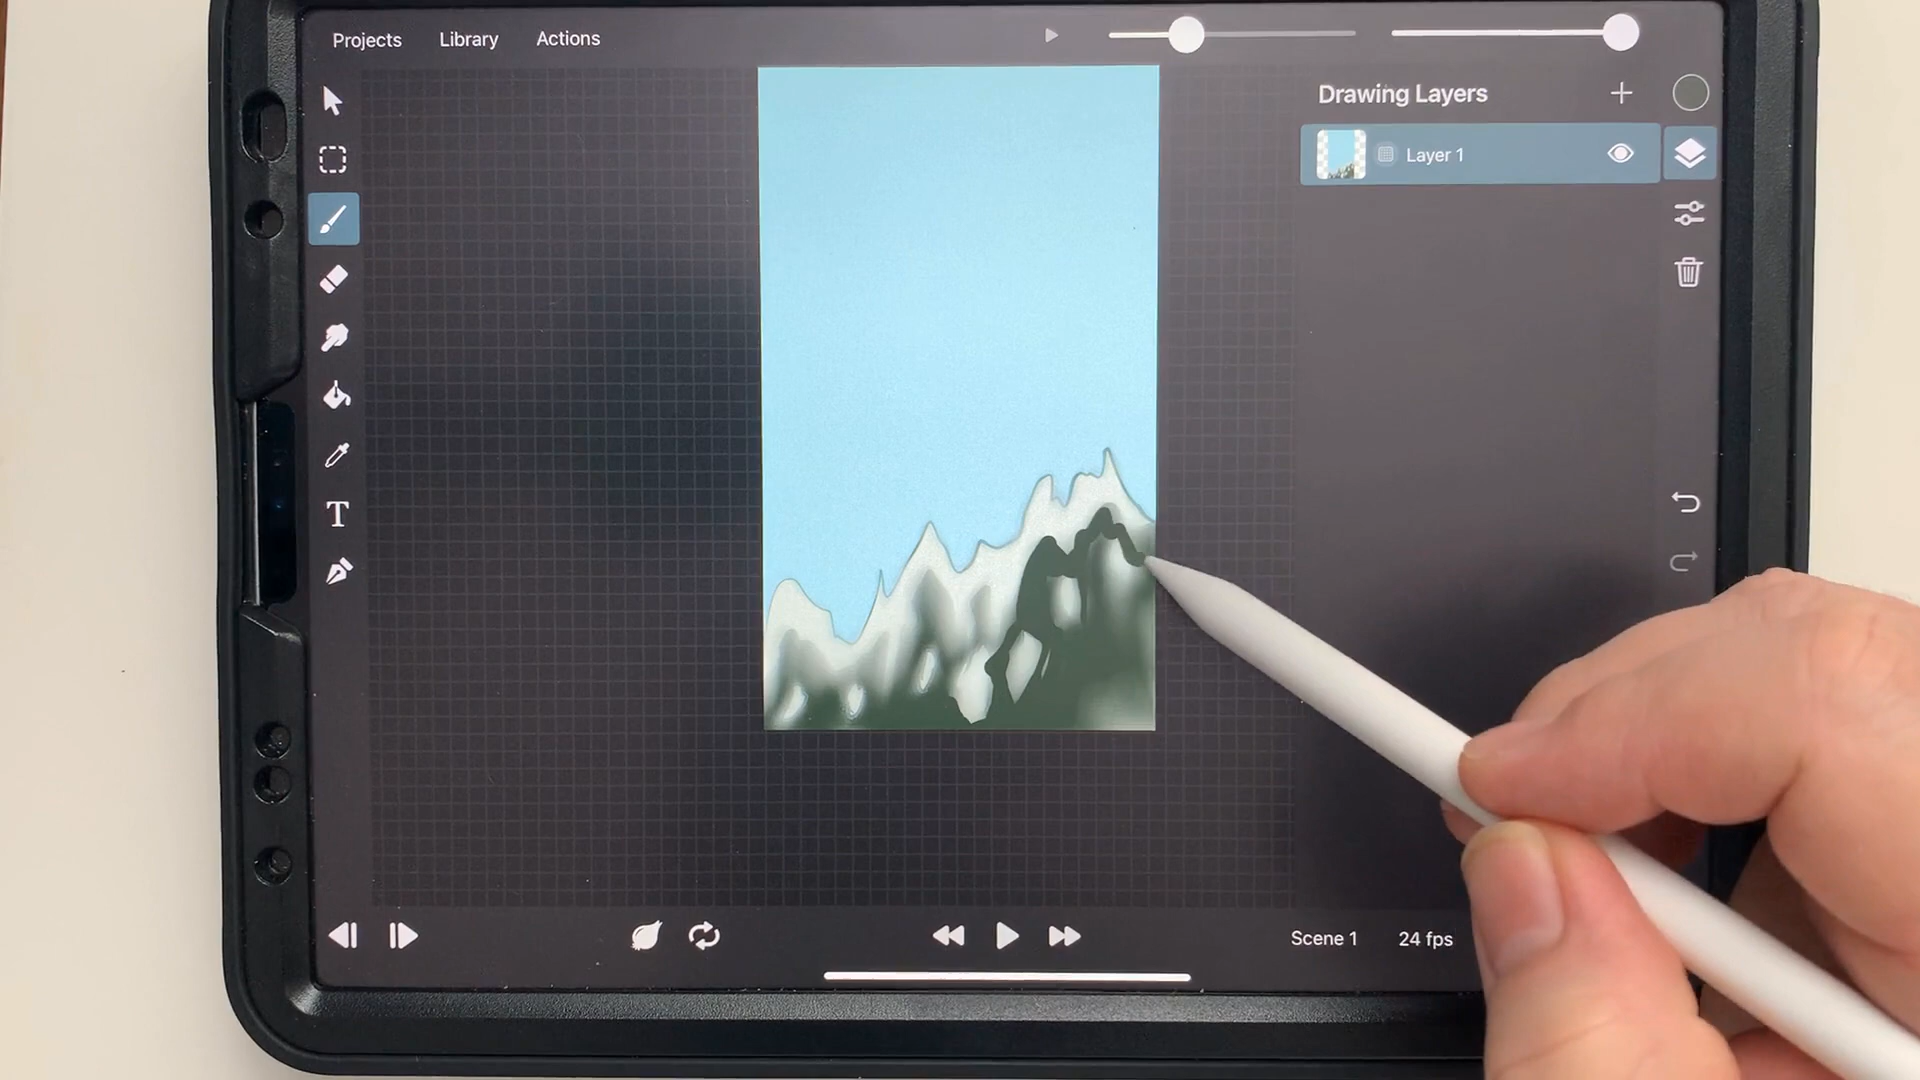 Projects Library Actions
Drawing Layers
Layer 1
T
Scene 1 24 fps